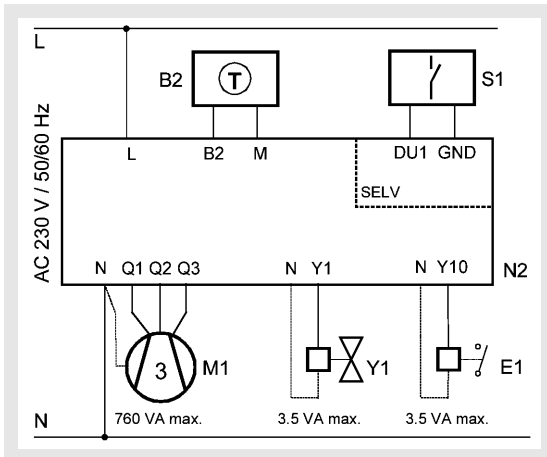 L
AC 230 V / 50/60 Hz
B2
T
S1
L
B2 M
DU1 GND
SELV
N Q1 Q2 Q3
N Y1
N Y10
N2
3
M1
Y1
E1
760 VA max.
3.5 VA max.
3.5 VA max.
N